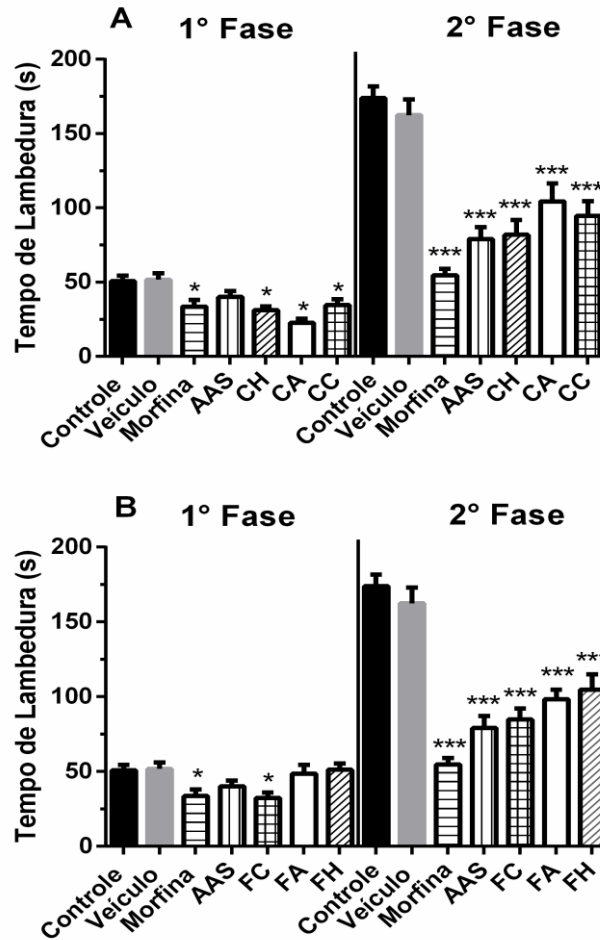 A
1° Fase 2° Fase
Tempo de Lambedura (s)
200
150
100
50
0
* * * *
*** *** *** *** ***
Controle Veículo Morfina AAS CH CA CC Controle Veículo Morfina AAS CH CA CC
B
1° Fase 2° Fase
Tempo de Lambedura (s)
200
150
100
50
0
* *
*** *** *** *** ***
Controle Veículo Morfina AAS FC FA FH Controle Veículo Morfina AAS FC FA FH